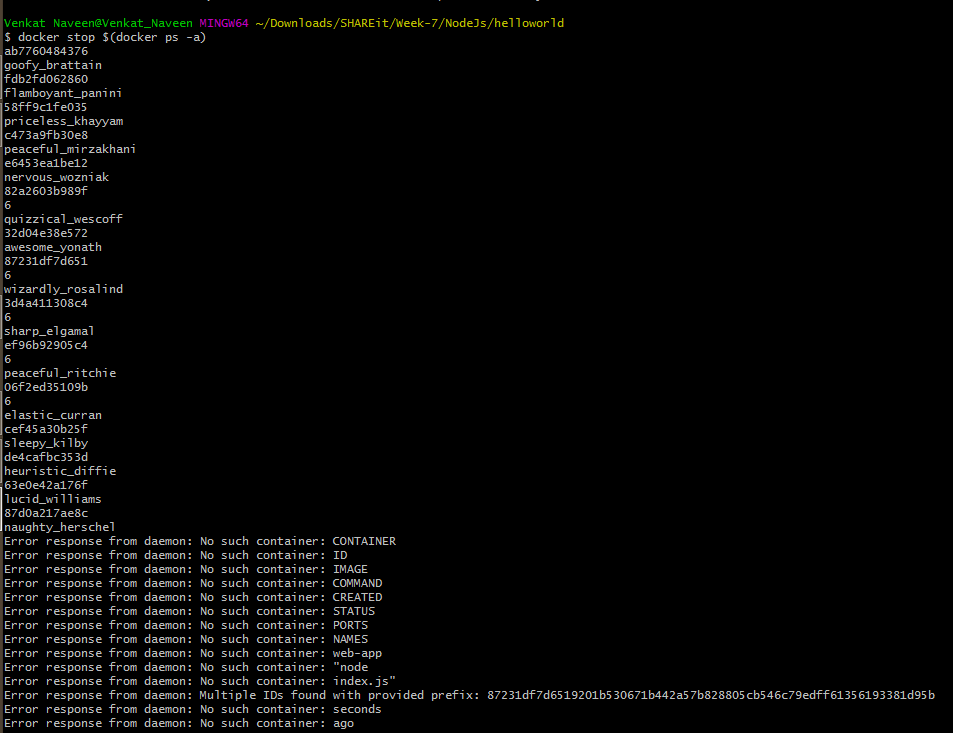 Venkat Naveen@Venkat_Naveen MINGW64 ~/Downloads/SHAREit/Week-7/NodeJs/helloworld
$ docker stop $(docker ps -a)
ab7760484376
goofy_brattain
fdb2fd062860
flamboyant_panini
58ff9c1fe035
priceless_khayyam
c473a9fb30e8
peaceful_mirzakhani
e6453ea1be12
nervous_wozniak
82a2603b989f
6
quizzical_wescoff
32d04e38e572
awesome_yonath
87231df7d651
6
wizardly_rosalind
3d4a411308c4
6
sharp_elgamal
ef96b92905c4
6
peaceful_ritchie
06f2ed35109b
6
elastic_curran
cef45a30b25f
sleepy_kilby
de4cafbc353d
heuristic_diffie
63e0e42a176f
lucid_williams
87d0a217ae8c
naughty_herschel
Error response from daemon: No such container: CONTAINER
Error response from daemon: No such container: ID
Error response from daemon: No such container: IMAGE
Error response from daemon: No such container: COMMAND
Error response from daemon: No such container: CREATED
Error response from daemon: No such container: STATUS
Error response from daemon: No such container: PORTS
Error response from daemon: No such container: NAMES
Error response from daemon: No such container: web-app
Error response from daemon: No such container: "node
Error response from daemon: No such container: index.js"
Error response from daemon: Multiple IDs found with provided prefix: 87231df7d6519201b530671b442a57b828805cb546c79edff61356193381d95b
Error response from daemon: No such container: seconds
Error response from daemon: No such container: ago